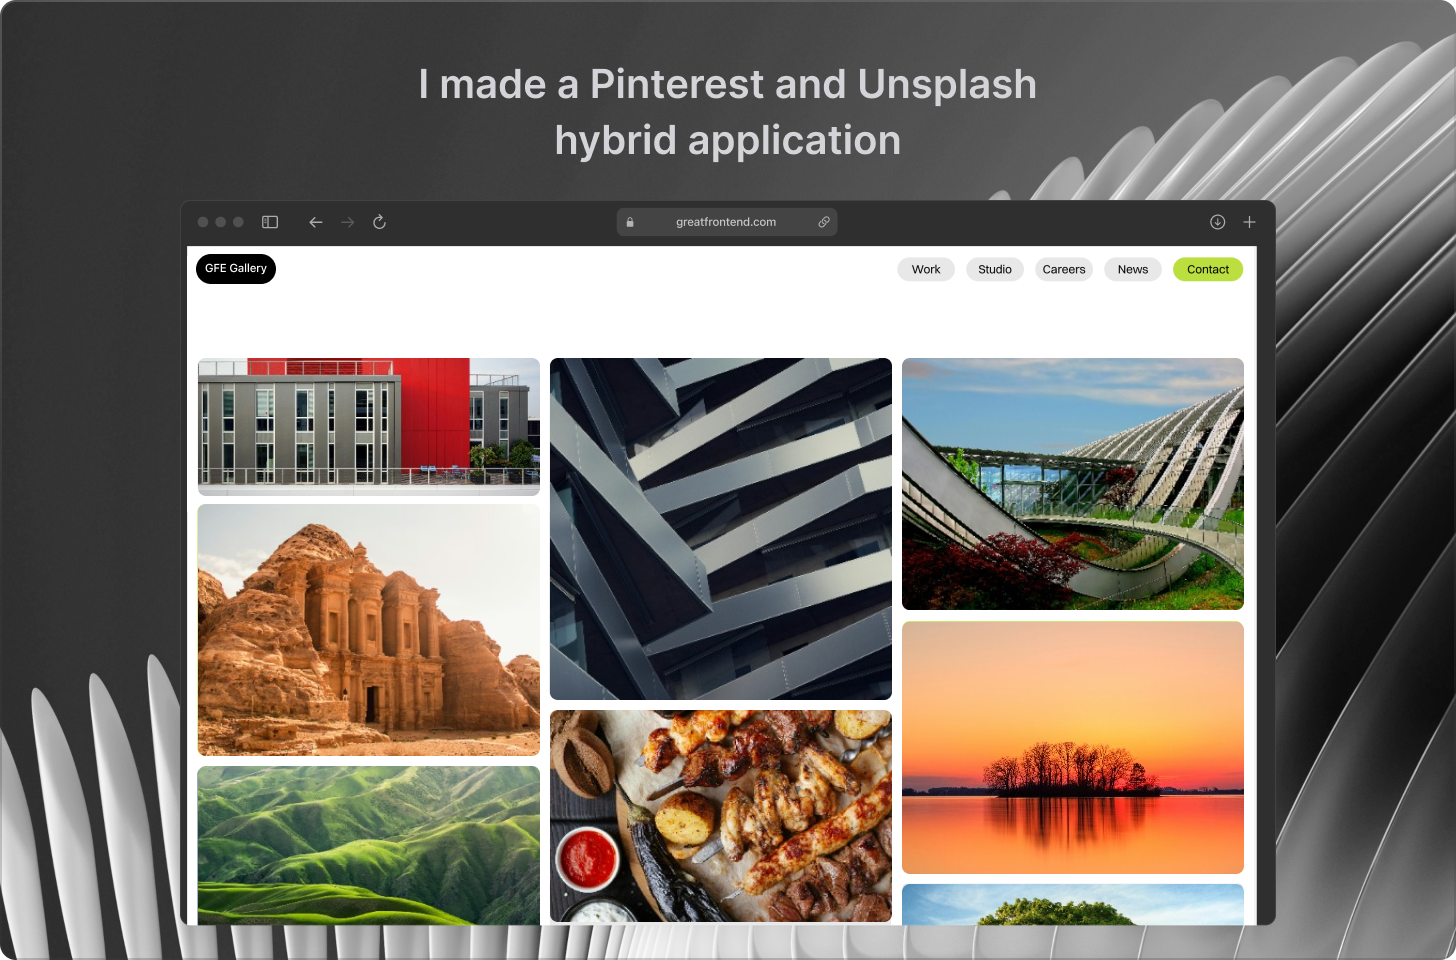 I made a Pinterest and Unsplash
hybrid application
greatfrontend.com
GFE Gallery
Work
Studio
Careers
News
Contact